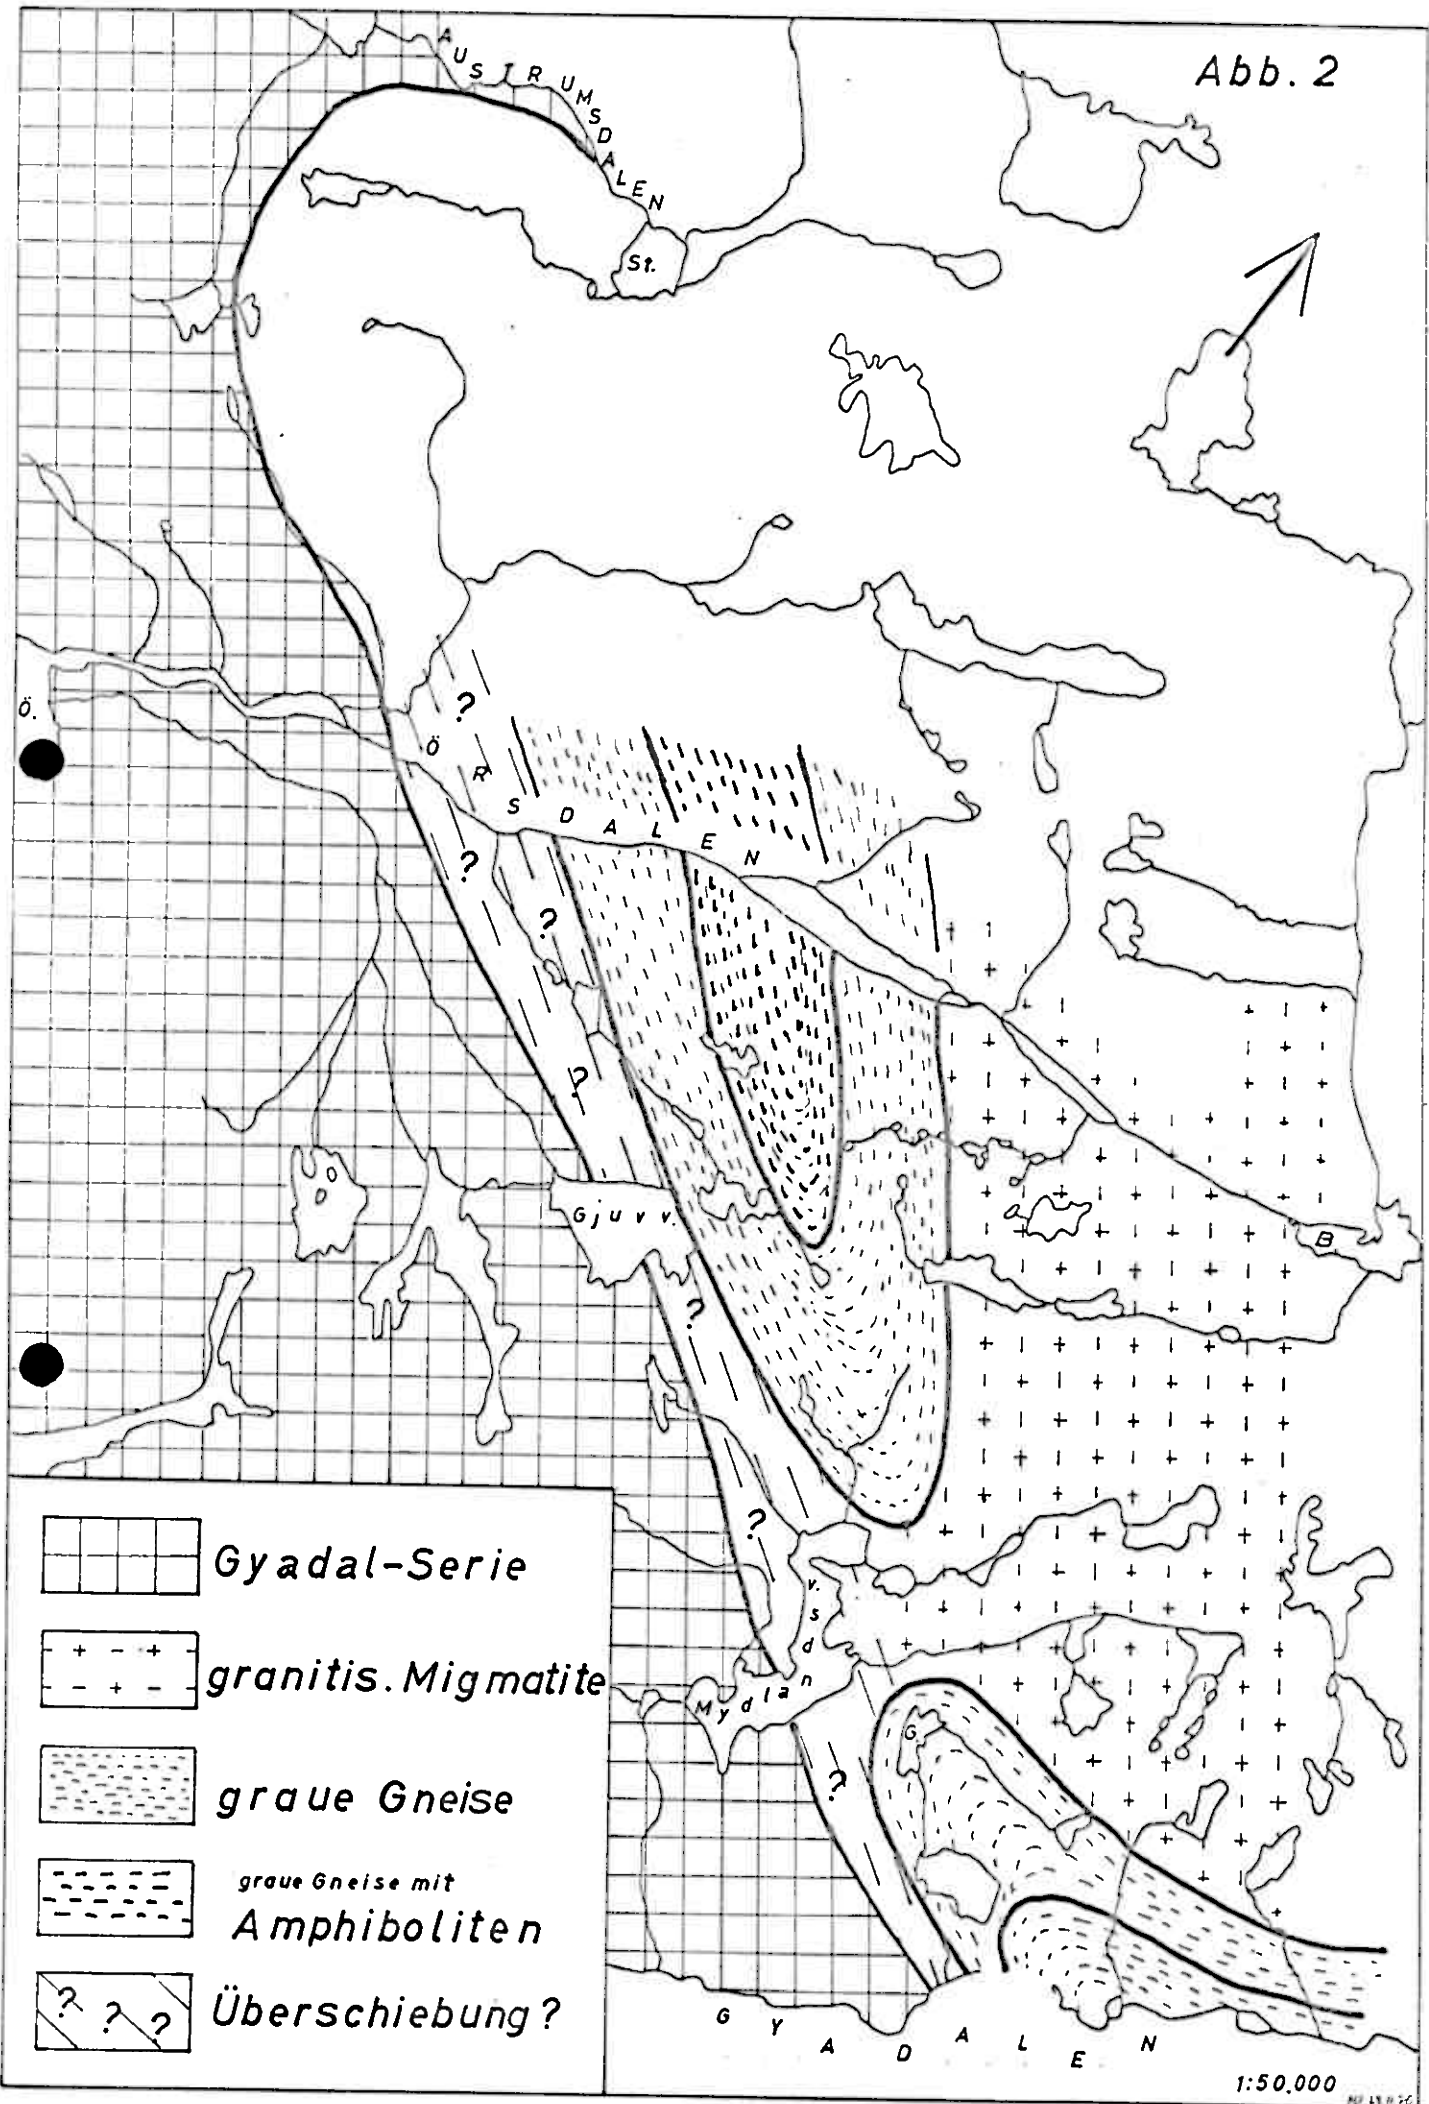 Abb. 2
AUSTRUMSDALEN
St.
Ö.
?
ÖRSDALEN
?
?
?
Gjuvv.
B
?
?
Mydlandsv.
G.
?
GYADALEN
1:50.000
Gyadal-Serie
granitis. Migmatite
graue Gneise
graue Gneise mit
Amphiboliten
? ? ?
Überschiebung?